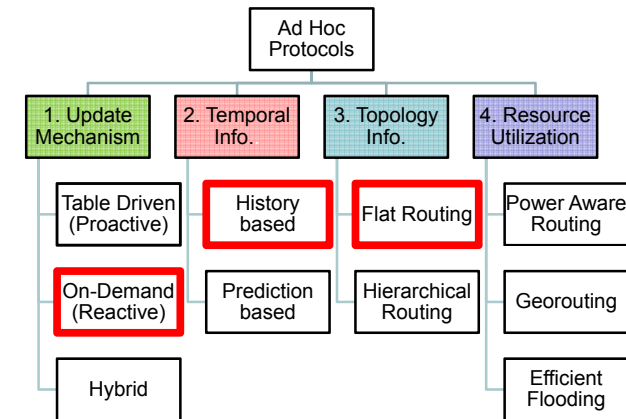 Ad Hoc
Protocols
1. Update
Mechanism
2. Temporal
Info.
3. Topology
Info.
4. Resource
Utilization
Table Driven
(Proactive)
History
based
Flat Routing
Power Aware
Routing
On-Demand
(Reactive)
Prediction
based
Hierarchical
Routing
Georouting
Hybrid
Efficient
Flooding